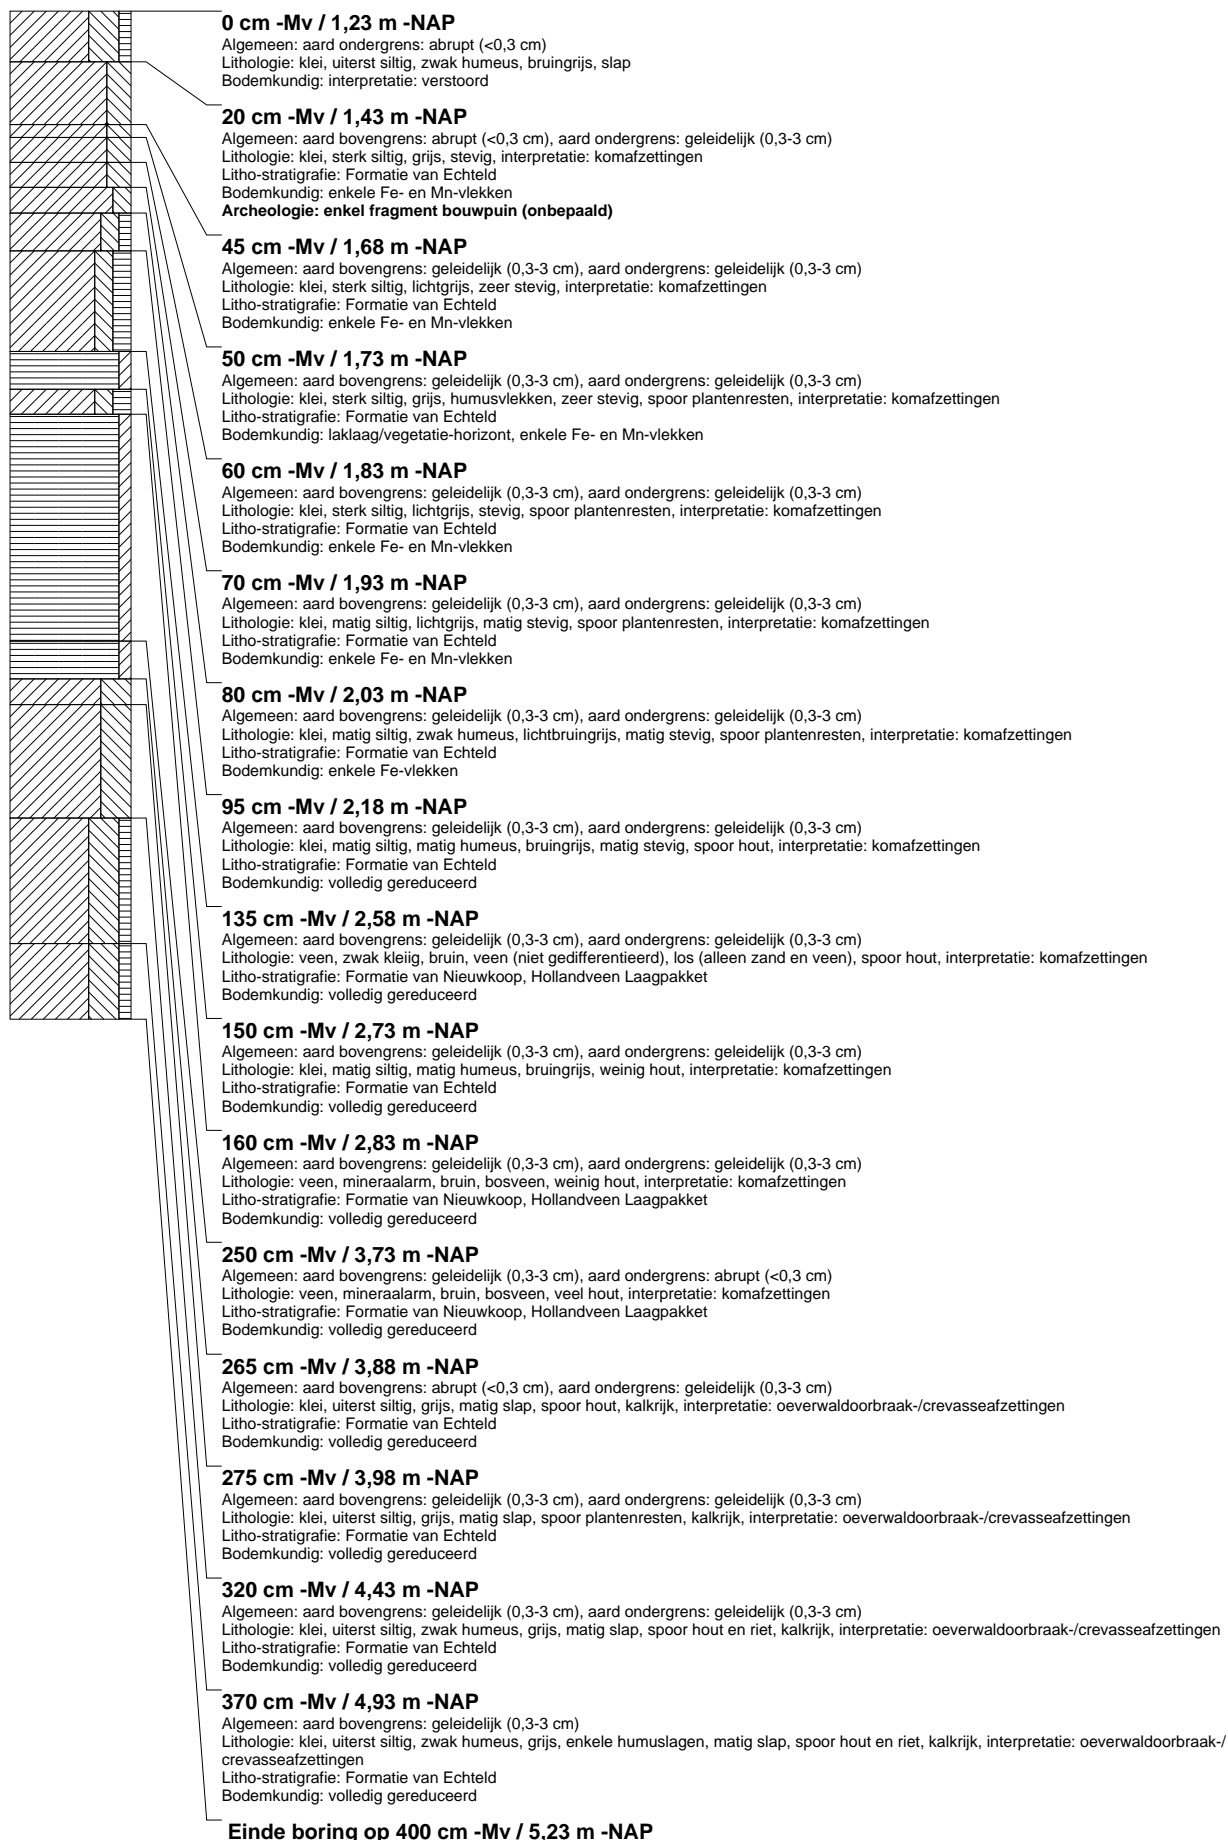 0 cm -Mv / 1,23 m -NAP
Algemeen: aard ondergrens: abrupt (<0,3 cm)
Lithologie: klei, uiterst siltig, zwak humeus, bruingrijs, slap
Bodemkundig: interpretatie: verstoord
20 cm -Mv / 1,43 m -NAP
Algemeen: aard bovengrens: abrupt (<0,3 cm), aard ondergrens: geleidelijk (0,3-3 cm)
Lithologie: klei, sterk siltig, grijs, stevig, interpretatie: komafzettingen
Litho-stratigrafie: Formatie van Echteld
Bodemkundig: enkele Fe- en Mn-vlekken
Archeologie: enkel fragment bouwpuin (onbepaald)
45 cm -Mv / 1,68 m -NAP
Algemeen: aard bovengrens: geleidelijk (0,3-3 cm), aard ondergrens: geleidelijk (0,3-3 cm)
Lithologie: klei, sterk siltig, lichtgrijs, zeer stevig, interpretatie: komafzettingen
Litho-stratigrafie: Formatie van Echteld
Bodemkundig: enkele Fe- en Mn-vlekken
50 cm -Mv / 1,73 m -NAP
Algemeen: aard bovengrens: geleidelijk (0,3-3 cm), aard ondergrens: geleidelijk (0,3-3 cm)
Lithologie: klei, sterk siltig, grijs, humusvlekken, zeer stevig, spoor plantenresten, interpretatie: komafzettingen
Litho-stratigrafie: Formatie van Echteld
Bodemkundig: laklaag/vegetatie-horizont, enkele Fe- en Mn-vlekken
60 cm -Mv / 1,83 m -NAP
Algemeen: aard bovengrens: geleidelijk (0,3-3 cm), aard ondergrens: geleidelijk (0,3-3 cm)
Lithologie: klei, sterk siltig, lichtgrijs, stevig, spoor plantenresten, interpretatie: komafzettingen
Litho-stratigrafie: Formatie van Echteld
Bodemkundig: enkele Fe- en Mn-vlekken
70 cm -Mv / 1,93 m -NAP
Algemeen: aard bovengrens: geleidelijk (0,3-3 cm), aard ondergrens: geleidelijk (0,3-3 cm)
Lithologie: klei, matig siltig, lichtgrijs, matig stevig, spoor plantenresten, interpretatie: komafzettingen
Litho-stratigrafie: Formatie van Echteld
Bodemkundig: enkele Fe- en Mn-vlekken
80 cm -Mv / 2,03 m -NAP
Algemeen: aard bovengrens: geleidelijk (0,3-3 cm), aard ondergrens: geleidelijk (0,3-3 cm)
Lithologie: klei, matig siltig, zwak humeus, lichtbruingrijs, matig stevig, spoor plantenresten, interpretatie: komafzettingen
Litho-stratigrafie: Formatie van Echteld
Bodemkundig: enkele Fe-vlekken
95 cm -Mv / 2,18 m -NAP
Algemeen: aard bovengrens: geleidelijk (0,3-3 cm), aard ondergrens: geleidelijk (0,3-3 cm)
Lithologie: klei, matig siltig, matig humeus, bruingrijs, matig stevig, spoor hout, interpretatie: komafzettingen
Litho-stratigrafie: Formatie van Echteld
Bodemkundig: volledig gereduceerd
135 cm -Mv / 2,58 m -NAP
Algemeen: aard bovengrens: geleidelijk (0,3-3 cm), aard ondergrens: geleidelijk (0,3-3 cm)
Lithologie: veen, zwak kleiig, bruin, veen (niet gedifferentieerd), los (alleen zand en veen), spoor hout, interpretatie: komafzettingen
Litho-stratigrafie: Formatie van Nieuwkoop, Hollandveen Laagpakket
Bodemkundig: volledig gereduceerd
150 cm -Mv / 2,73 m -NAP
Algemeen: aard bovengrens: geleidelijk (0,3-3 cm), aard ondergrens: geleidelijk (0,3-3 cm)
Lithologie: klei, matig siltig, matig humeus, bruingrijs, weinig hout, interpretatie: komafzettingen
Litho-stratigrafie: Formatie van Echteld
Bodemkundig: volledig gereduceerd
160 cm -Mv / 2,83 m -NAP
Algemeen: aard bovengrens: geleidelijk (0,3-3 cm), aard ondergrens: geleidelijk (0,3-3 cm)
Lithologie: veen, mineraalarm, bruin, bosveen, weinig hout, interpretatie: komafzettingen
Litho-stratigrafie: Formatie van Nieuwkoop, Hollandveen Laagpakket
Bodemkundig: volledig gereduceerd
250 cm -Mv / 3,73 m -NAP
Algemeen: aard bovengrens: geleidelijk (0,3-3 cm), aard ondergrens: abrupt (<0,3 cm)
Lithologie: veen, mineraalarm, bruin, bosveen, veel hout, interpretatie: komafzettingen
Litho-stratigrafie: Formatie van Nieuwkoop, Hollandveen Laagpakket
Bodemkundig: volledig gereduceerd
265 cm -Mv / 3,88 m -NAP
Algemeen: aard bovengrens: abrupt (<0,3 cm), aard ondergrens: geleidelijk (0,3-3 cm)
Lithologie: klei, uiterst siltig, grijs, matig slap, spoor hout, kalkrijk, interpretatie: oeverwaldoorbraak-/crevasseafzettingen
Litho-stratigrafie: Formatie van Echteld
Bodemkundig: volledig gereduceerd
275 cm -Mv / 3,98 m -NAP
Algemeen: aard bovengrens: geleidelijk (0,3-3 cm), aard ondergrens: geleidelijk (0,3-3 cm)
Lithologie: klei, uiterst siltig, grijs, matig slap, spoor plantenresten, kalkrijk, interpretatie: oeverwaldoorbraak-/crevasseafzettingen
Litho-stratigrafie: Formatie van Echteld
Bodemkundig: volledig gereduceerd
320 cm -Mv / 4,43 m -NAP
Algemeen: aard bovengrens: geleidelijk (0,3-3 cm), aard ondergrens: geleidelijk (0,3-3 cm)
Lithologie: klei, uiterst siltig, zwak humeus, grijs, matig slap, spoor hout en riet, kalkrijk, interpretatie: oeverwaldoorbraak-/crevasseafzettingen
Litho-stratigrafie: Formatie van Echteld
Bodemkundig: volledig gereduceerd
370 cm -Mv / 4,93 m -NAP
Algemeen: aard bovengrens: geleidelijk (0,3-3 cm)
Lithologie: klei, uiterst siltig, zwak humeus, grijs, enkele humuslagen, matig slap, spoor hout en riet, kalkrijk, interpretatie: oeverwaldoorbraak-/
crevasseafzettingen
Litho-stratigrafie: Formatie van Echteld
Bodemkundig: volledig gereduceerd
Einde boring op 400 cm -Mv / 5,23 m -NAP